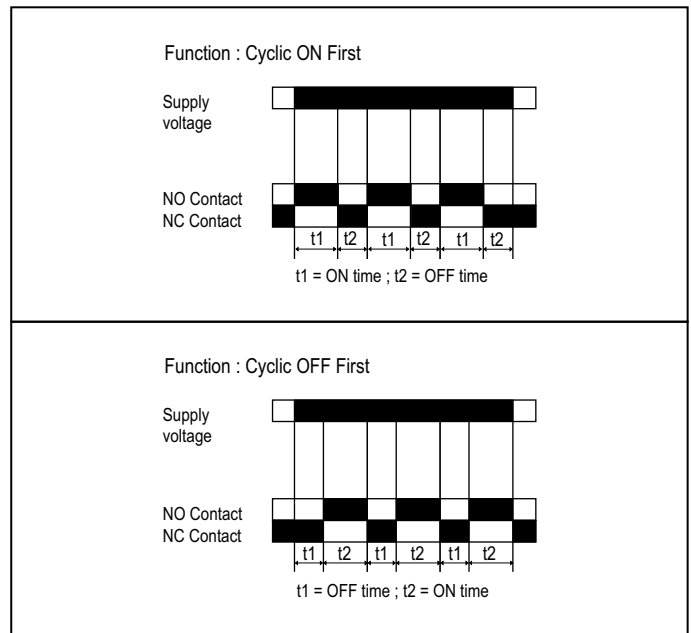 Function : Cyclic ON First
Supply
voltage
NO Contact
NC Contact
t1 t2 t1 t2 t1 t2
t1 = ON time ; t2 = OFF time
Function : Cyclic OFF First
Supply
voltage
NO Contact
NC Contact
t1 t2 t1 t2 t1 t2
t1 = OFF time ; t2 = ON time